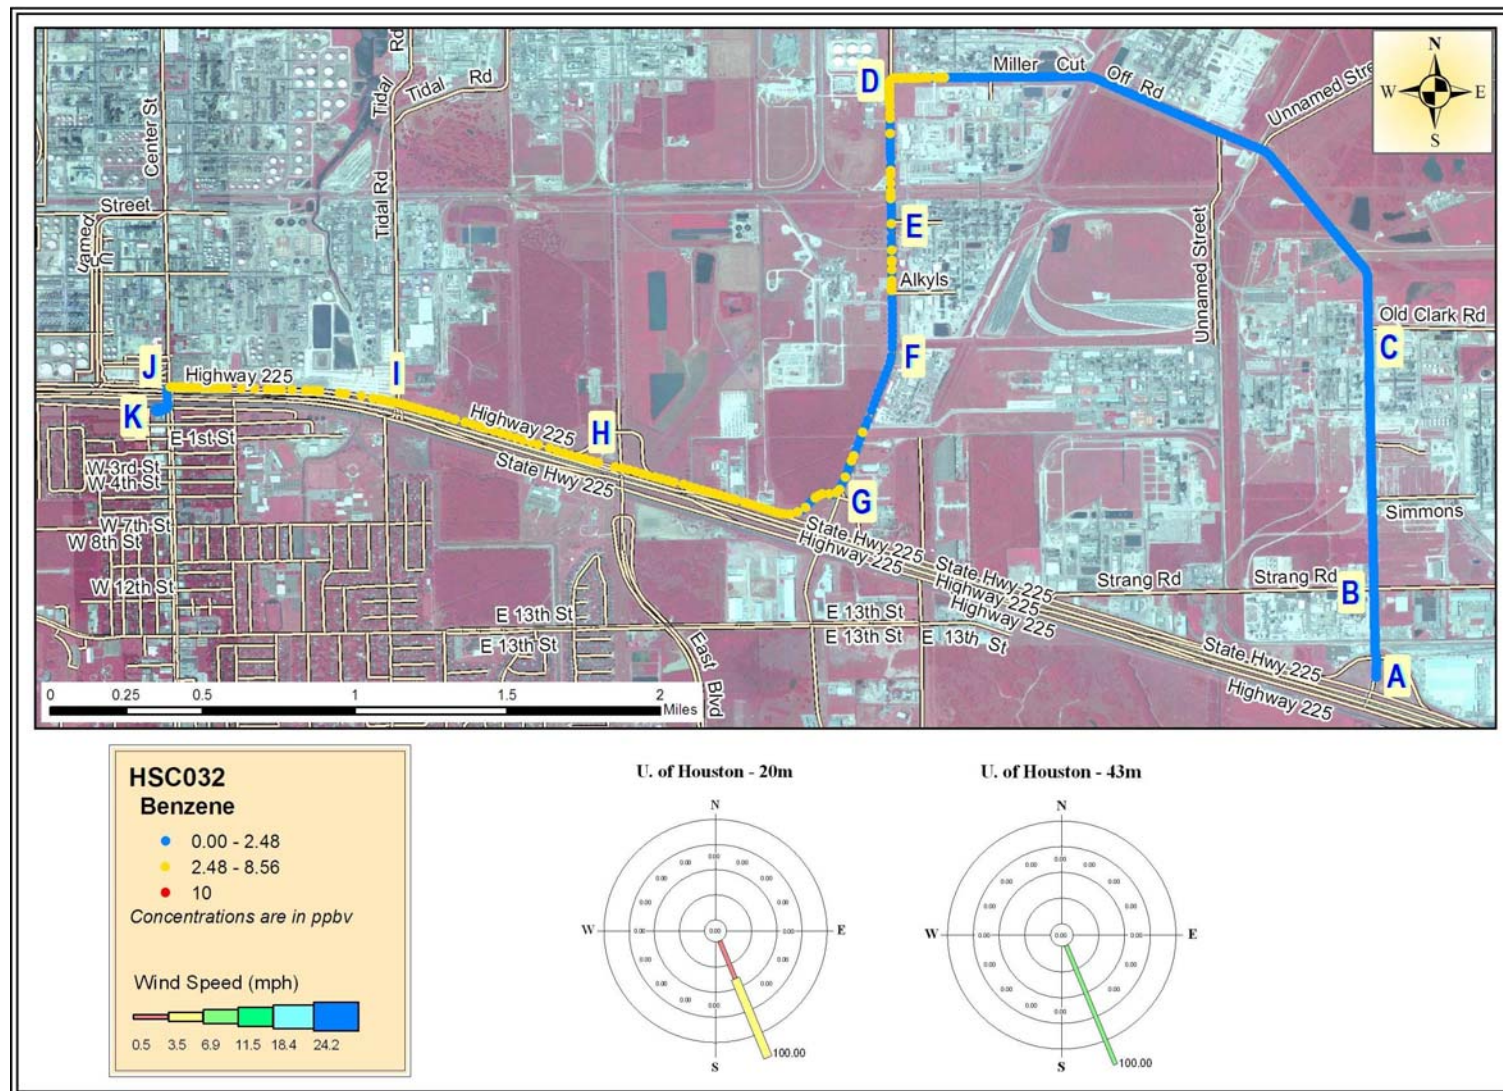 N
W E
S
Tidal Rd
Tidal Rd
Center St
D
Miller Cut Off Rd
Unnamed Stre
Tidal Rd
Street
Unnamed
E
Unnamed Street
Alkyls
Old Clark Rd
C
F
J
Highway 225
I
K
E 1st St
Highway 225
H
W 3rd St
State Hwy 225
W 4th St
G
Simmons
W 7th St
State Hwy 225
W 8th St
Highway 225
State Hwy 225
Highway 225
Highway 225
Strang Rd
Strang Rd
B
W 12th St
E 13th St
E 13th St
E 13th St
E 13th St
E 13th St
East Blvd
State Hwy 225
Highway 225
A
0 0.25 0.5 1 1.5 2
Miles
HSC032
Benzene
0.00 - 2.48
2.48 - 8.56
10
Concentrations are in ppbv
Wind Speed (mph)
0.5 3.5 6.9 11.5 18.4 24.2
U. of Houston - 20m
N
W E
S
100.00
U. of Houston - 43m
N
W E
S
100.00